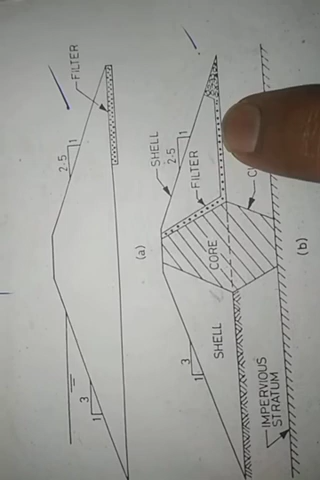 2·5
1
FILTER
3
1
(a)
SHELL
2·5
1
FILTER
CORE
3
1
SHELL
IMPERVIOUS
STRATUM
(b)